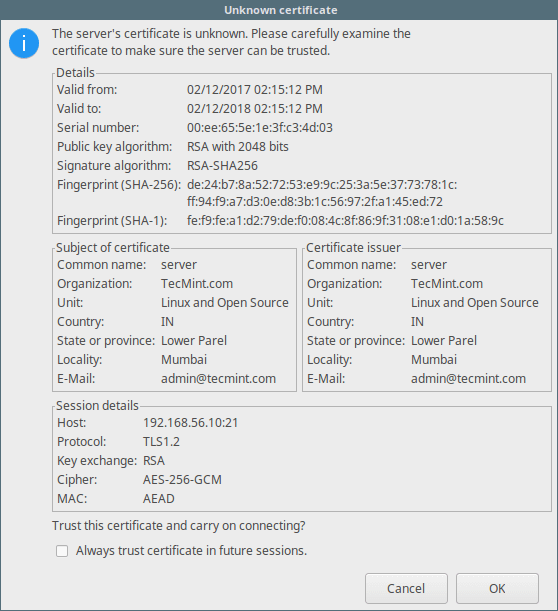 Unknown certificate
The server's certificate is unknown. Please carefully examine the
certificate to make sure the server can be trusted.
Details
Valid from: 02/12/2017 02:15:12 PM
Valid to: 02/12/2018 02:15:12 PM
Serial number: 00:ee:65:5e:1e:3f:c3:4d:03
Public key algorithm: RSA with 2048 bits
Signature algorithm: RSA-SHA256
Fingerprint (SHA-256): de:24:b7:8a:52:72:53:e9:9c:25:3a:5e:37:73:78:1c:
ff:94:f9:a7:d3:0e:d8:3b:1c:56:97:2f:a1:45:ed:72
Fingerprint (SHA-1): fe:f9:fe:a1:d2:79:de:f0:08:4c:8f:86:9f:31:08:e1:d0:1a:58:9c
Subject of certificate
Common name: server
Organization: TecMint.com
Unit: Linux and Open Source
Country: IN
State or province: Lower Parel
Locality: Mumbai
E-Mail: admin@tecmint.com
Certificate issuer
Common name: server
Organization: TecMint.com
Unit: Linux and Open Source
Country: IN
State or province: Lower Parel
Locality: Mumbai
E-Mail: admin@tecmint.com
Session details
Host: 192.168.56.10:21
Protocol: TLS1.2
Key exchange: RSA
Cipher: AES-256-GCM
MAC: AEAD
Trust this certificate and carry on connecting?
Always trust certificate in future sessions.
Cancel
OK